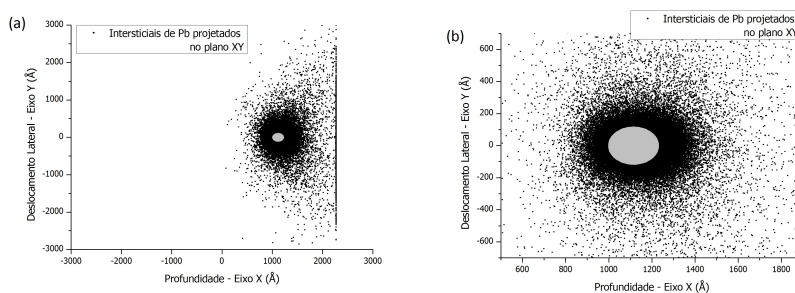 (a)
Intersticiais de Pb projetados
no plano XY
3000
2000
1000
0
-1000
-2000
-3000
Deslocamento Lateral - Eixo Y (Å)
-3000 -2000 -1000 0 1000 2000 3000
Profundidade - Eixo X (Å)
(b)
Intersticiais de Pb projetados
no plano XY
600
400
200
0
-200
-400
-600
Deslocamento Lateral - Eixo Y (Å)
600 800 1000 1200 1400 1600 1800
Profundidade - Eixo X (Å)